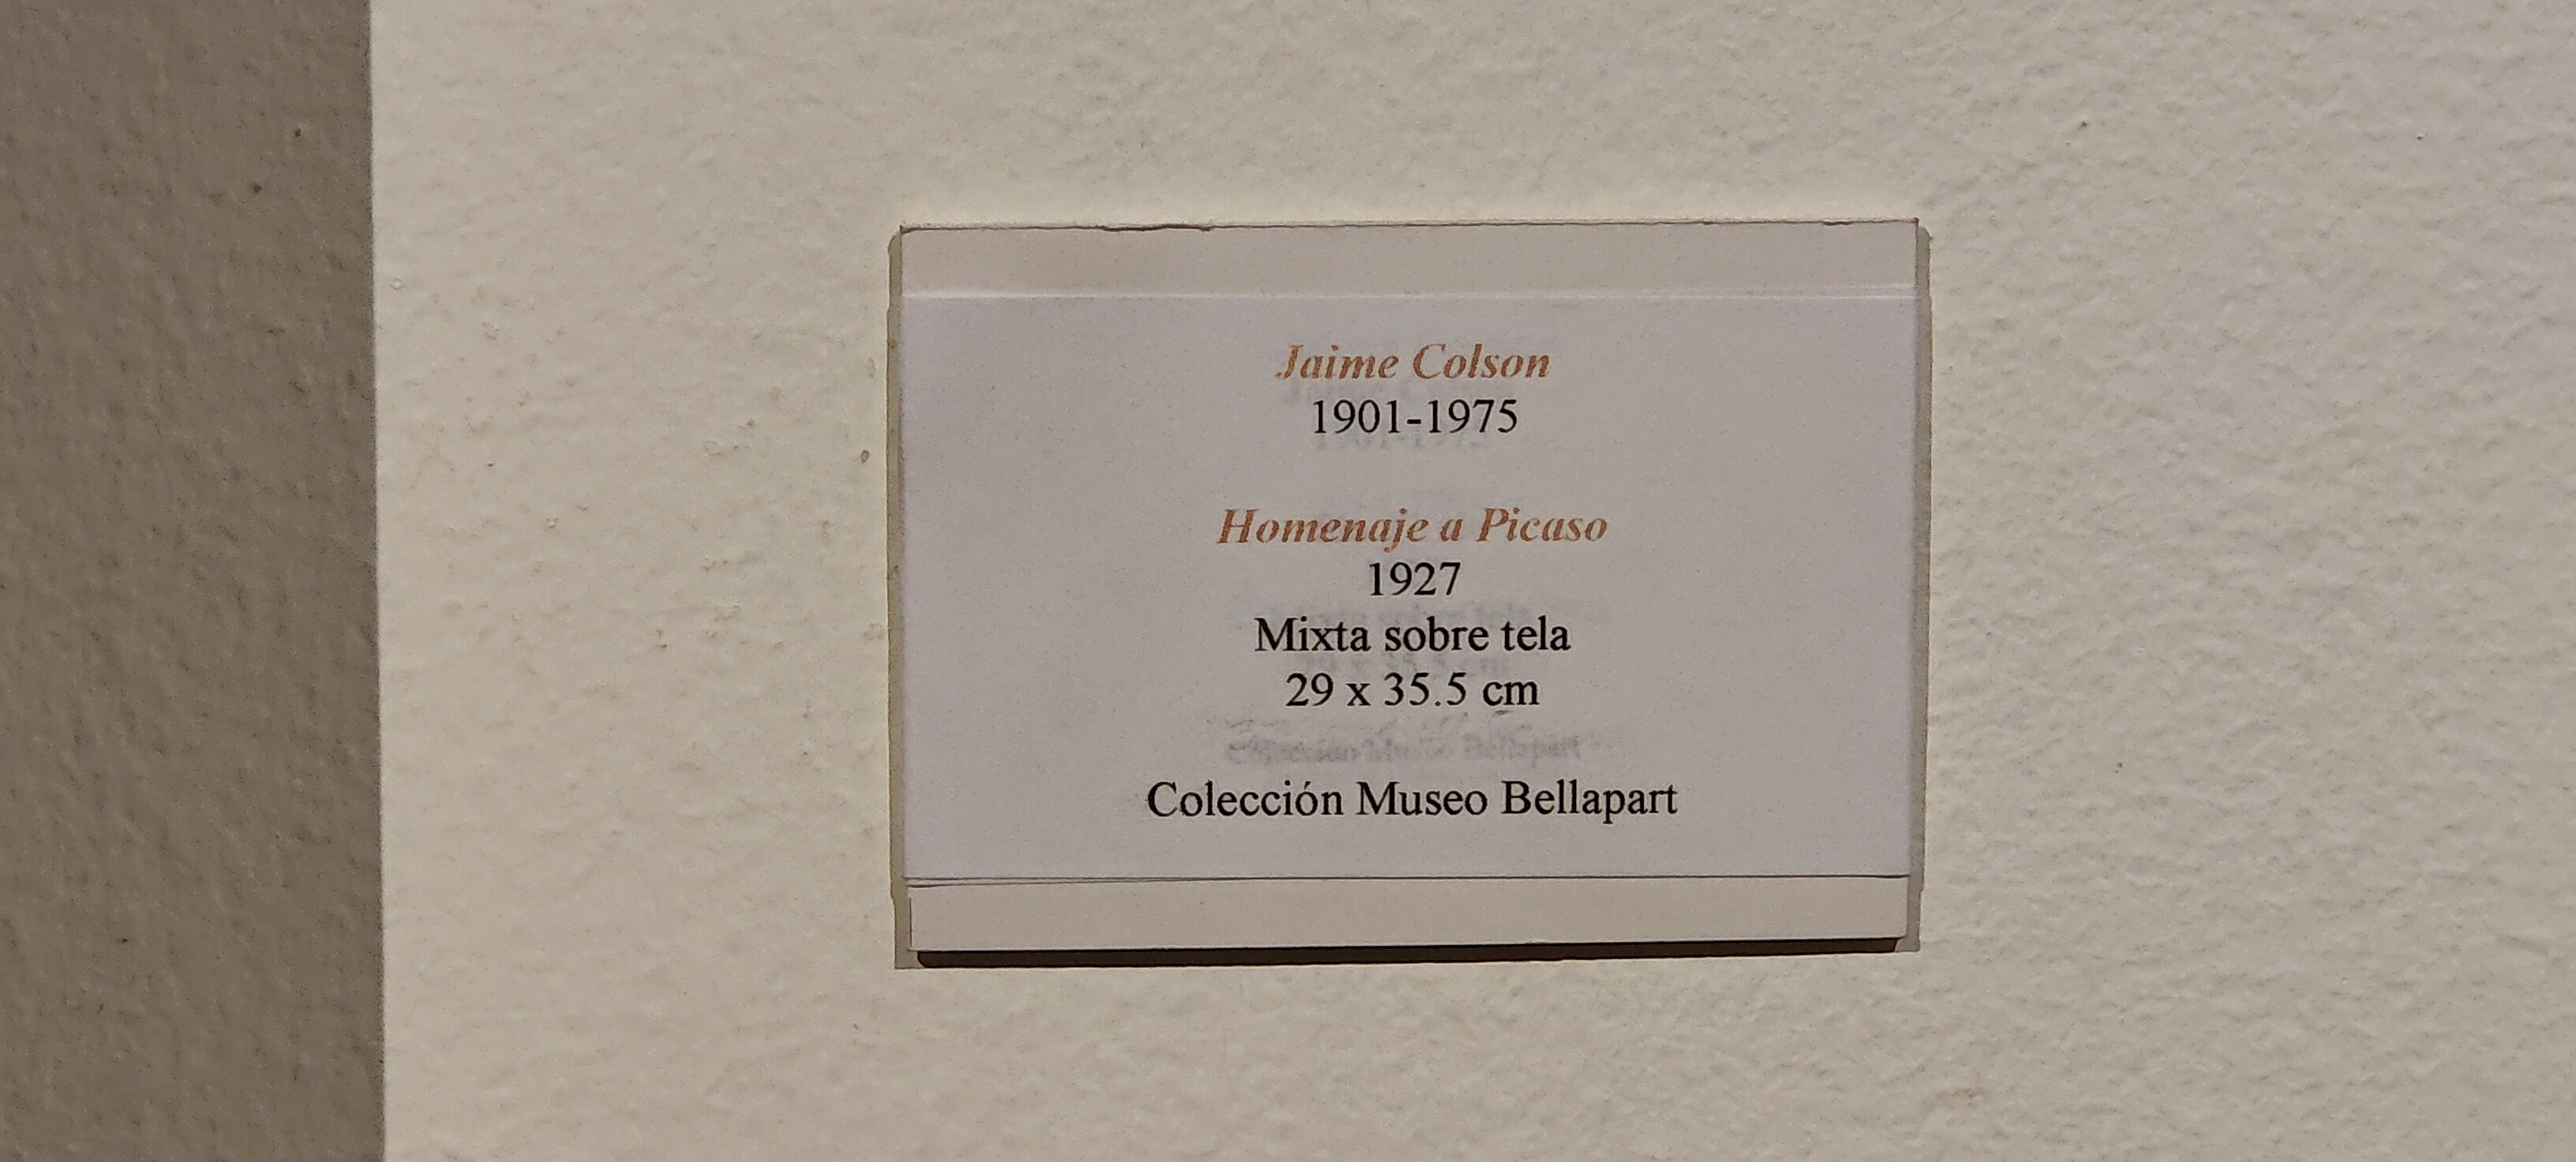 Jaime Colson
1901-1975
Homenaje a Picaso
1927
Mixta sobre tela
29 x 35.5 cm
Colección Museo Bellapart